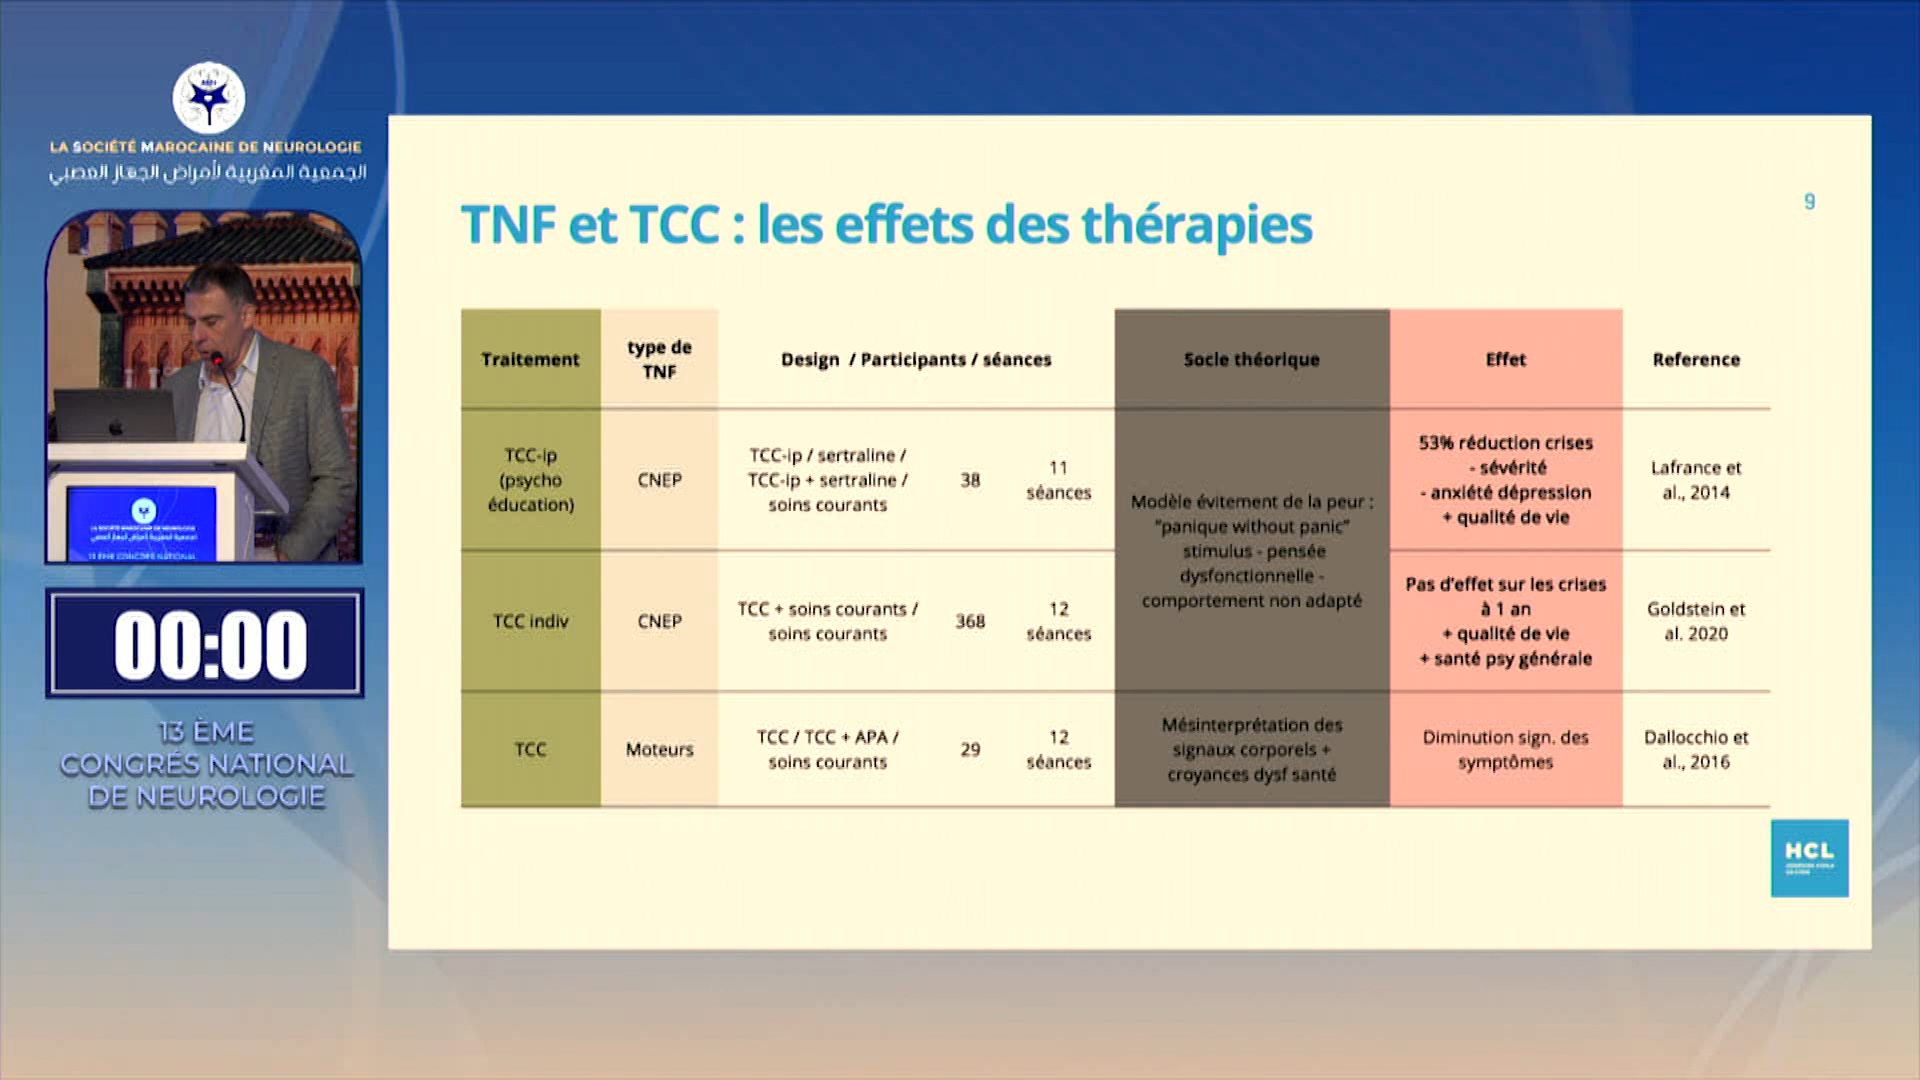 LA SOCIÉTÉ MAROCAINE DE NEUROLOGIE
الجمعية المغربية لأمراض الجهاز العصبي
00:00
13 ÈME
CONGRÉS NATIONAL
DE NEUROLOGIE
9
TNF et TCC : les effets des thérapies
Traitement
type de
TNF
Design / Participants / séances
Socle théorique
Effet
Reference
TCC-ip
(psycho
éducation)
CNEP
TCC-ip / sertraline /
TCC-ip + sertraline /
soins courants
38
11
séances
Modèle évitement de la peur :
"panique without panic"
stimulus - pensée
dysfonctionnelle -
comportement non adapté
53% réduction crises
- sévérité
- anxiété dépression
+ qualité de vie
Lafrance et
al., 2014
TCC indiv
CNEP
TCC + soins courants /
soins courants
368
12
séances
Pas d'effet sur les crises
à 1 an
+ qualité de vie
+ santé psy générale
Goldstein et
al. 2020
TCC
Moteurs
TCC / TCC + APA /
soins courants
29
12
séances
Mésinterprétation des
signaux corporels +
croyances dysf santé
Diminution sign. des
symptômes
Dallocchio et
al., 2016
HCL